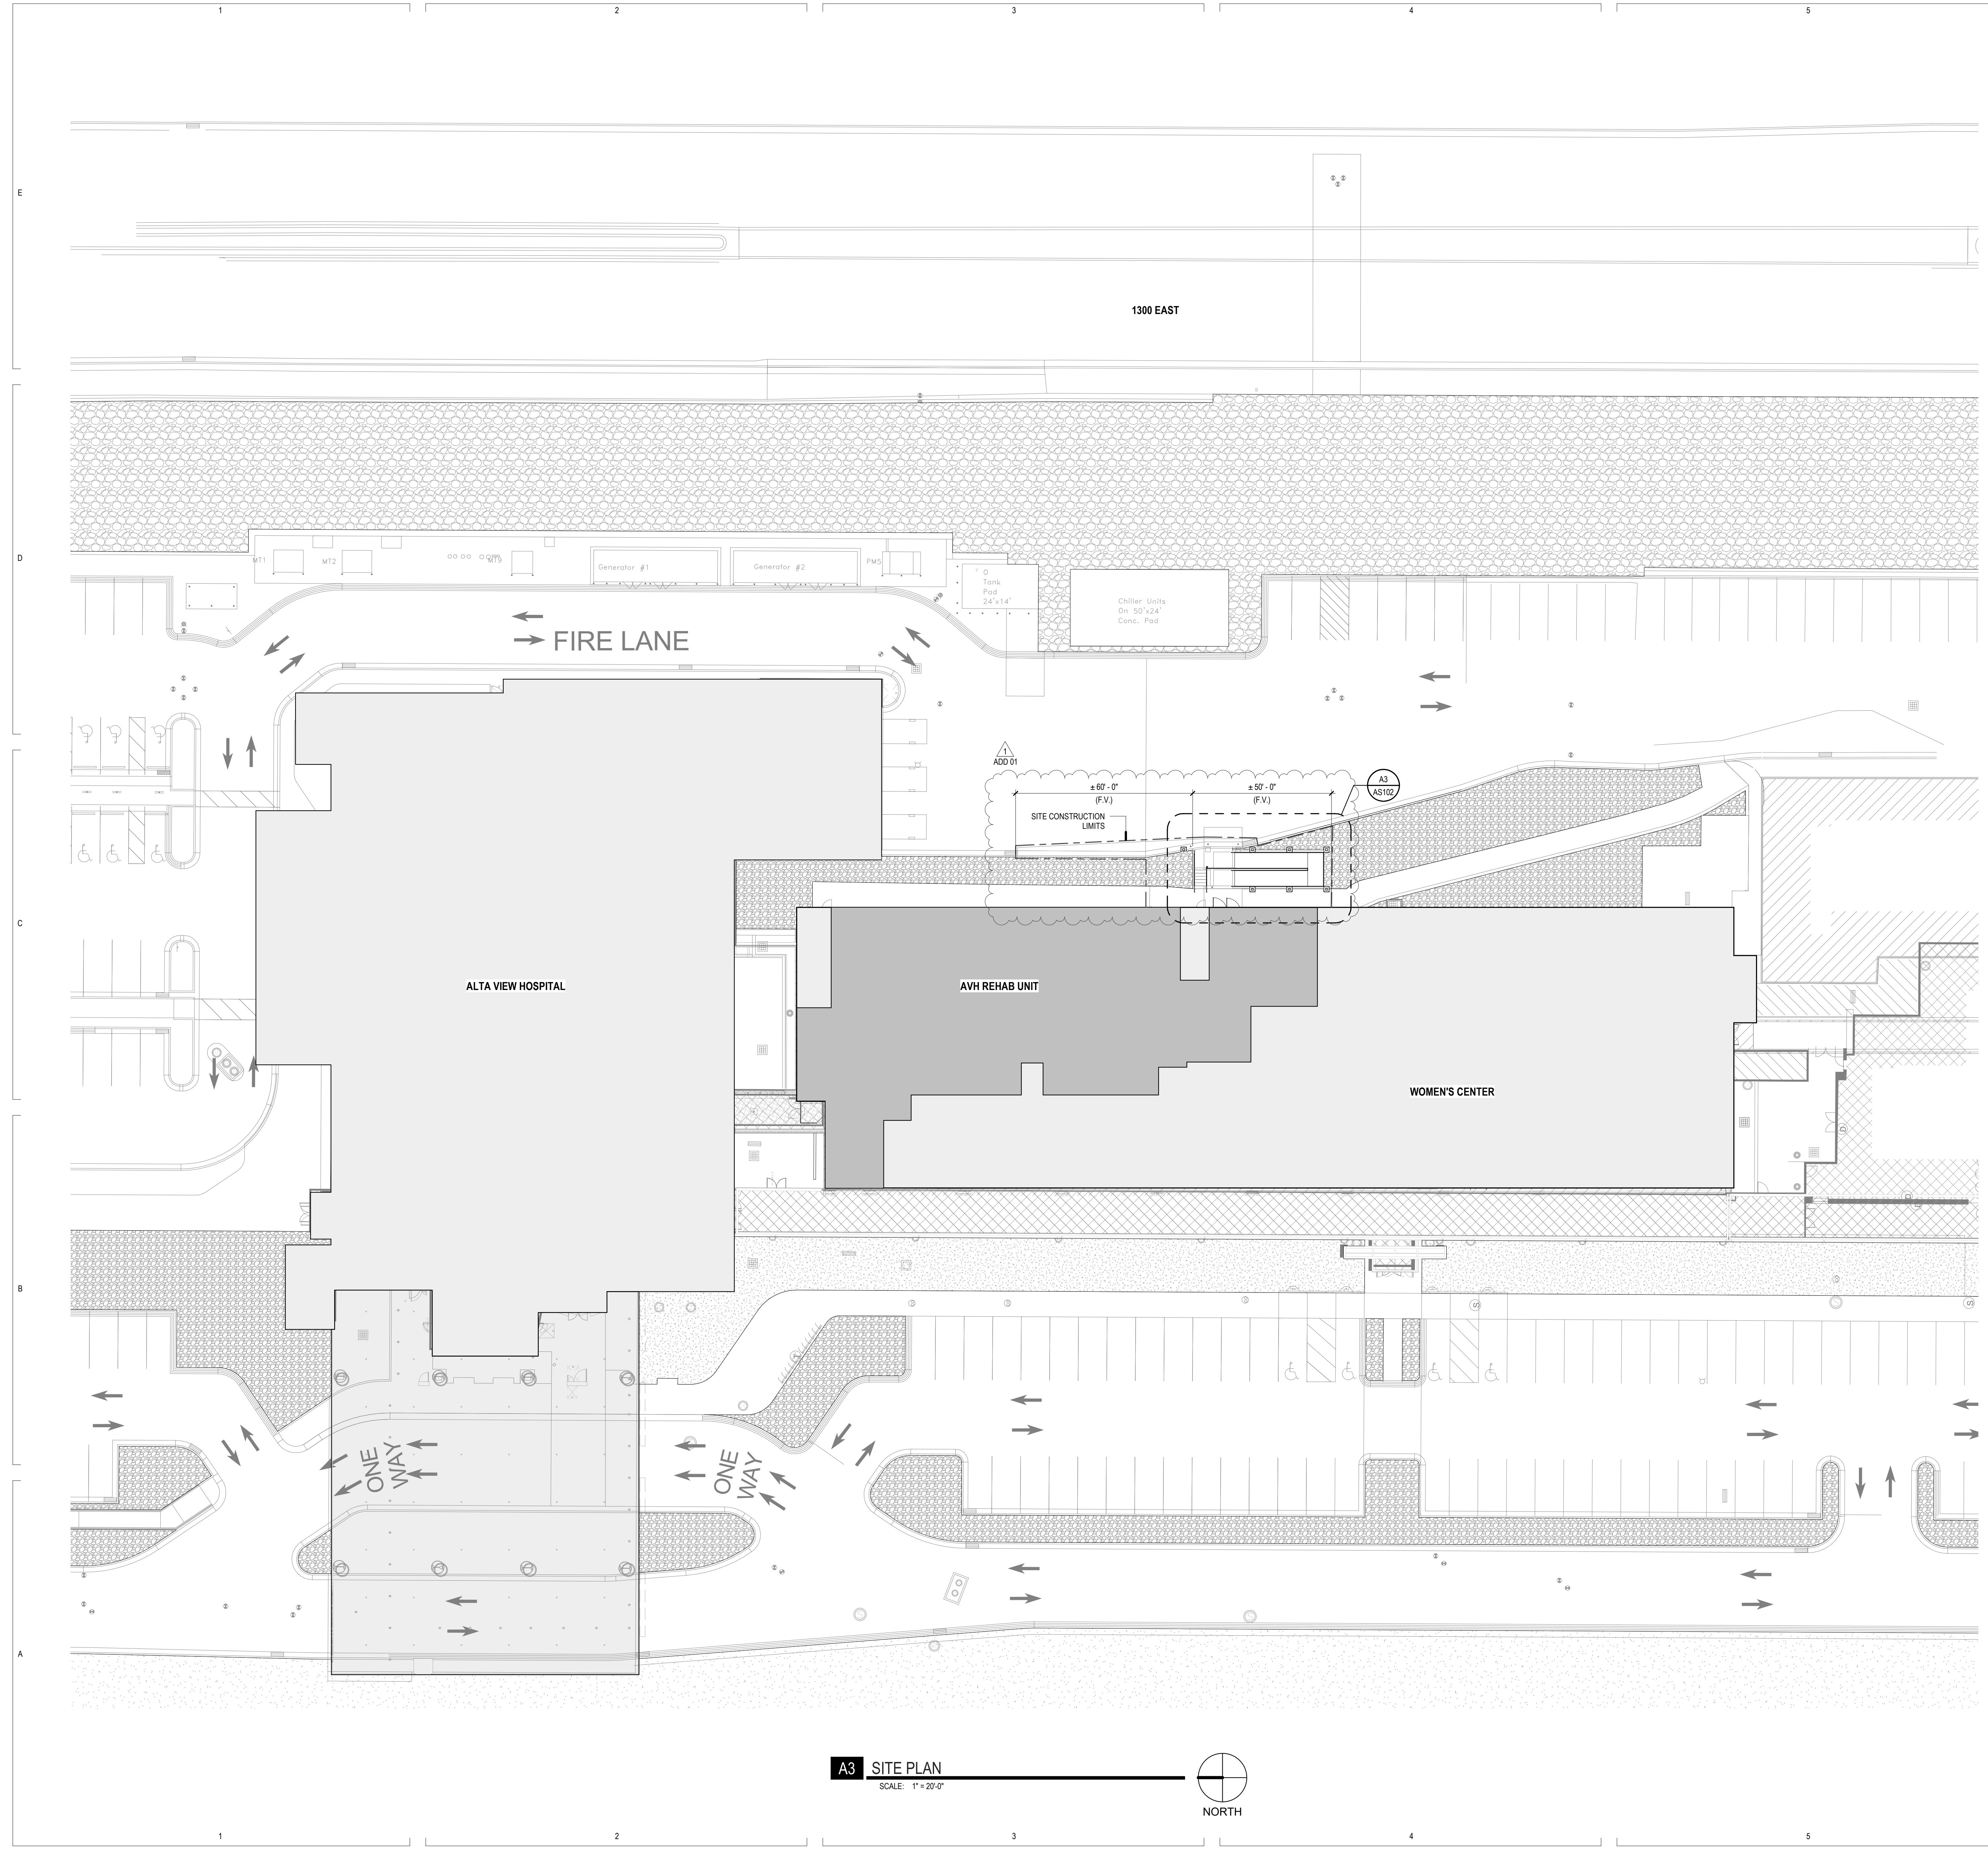 1
2
3
4
5
E
1300 EAST
D
MT1
MT2
MT9
Generator #1
Generator #2
PM5
Tank
Pad
24'x14'
Chiller Units
On 50'x24'
Conc. Pad
FIRE LANE
1
ADD 01
± 60' - 0"
(F.V.)
± 50' - 0"
(F.V.)
A3
AS102
SITE CONSTRUCTION
LIMITS
C
ALTA VIEW HOSPITAL
AVH REHAB UNIT
WOMEN'S CENTER
B
ONE
WAY
ONE
WAY
A
A3
SITE PLAN
SCALE: 1" = 20'-0"
NORTH
1
2
3
4
5